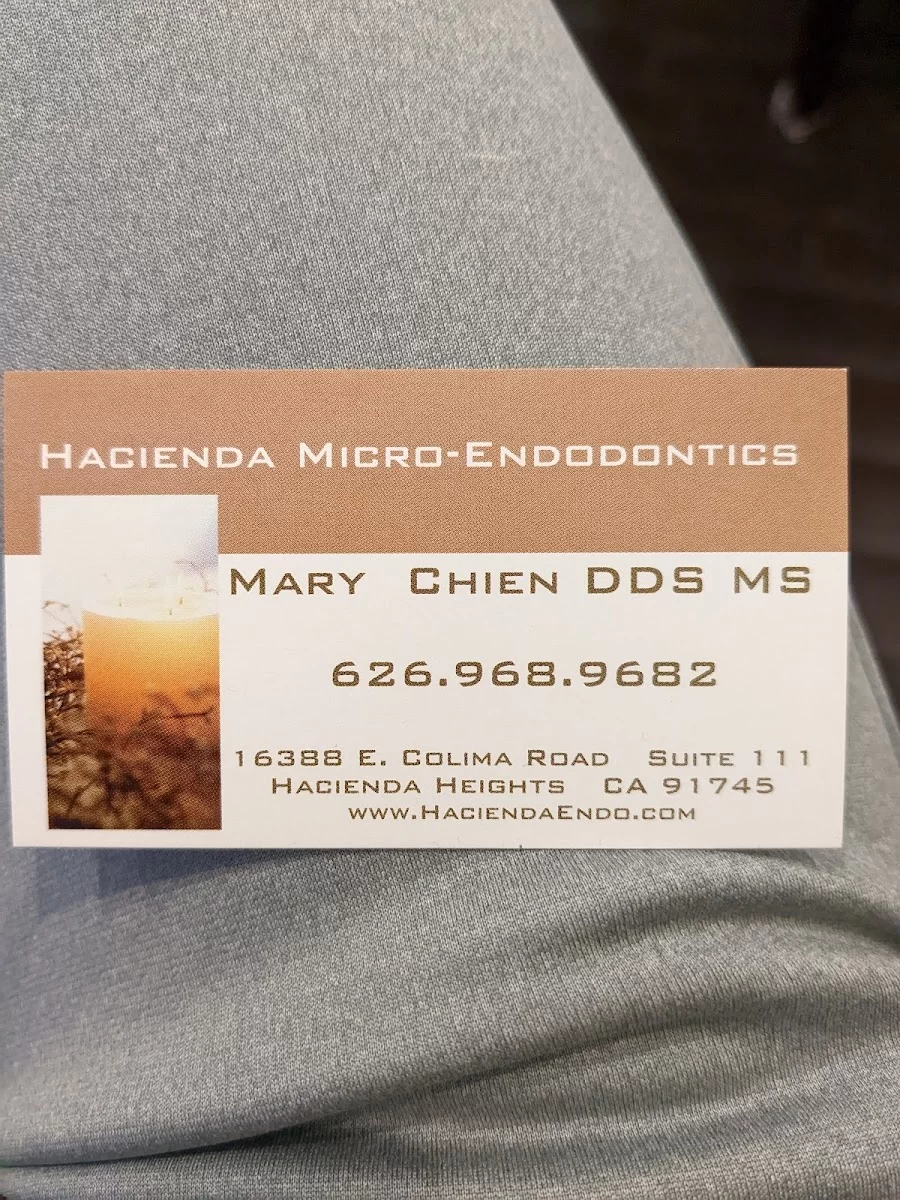 Hacienda Micro-Endodontics
Mary Chien DDS MS
626.968.9682
16388 E. Colima Road Suite 111
Hacienda Heights CA 91745
www.HaciendaEndo.com